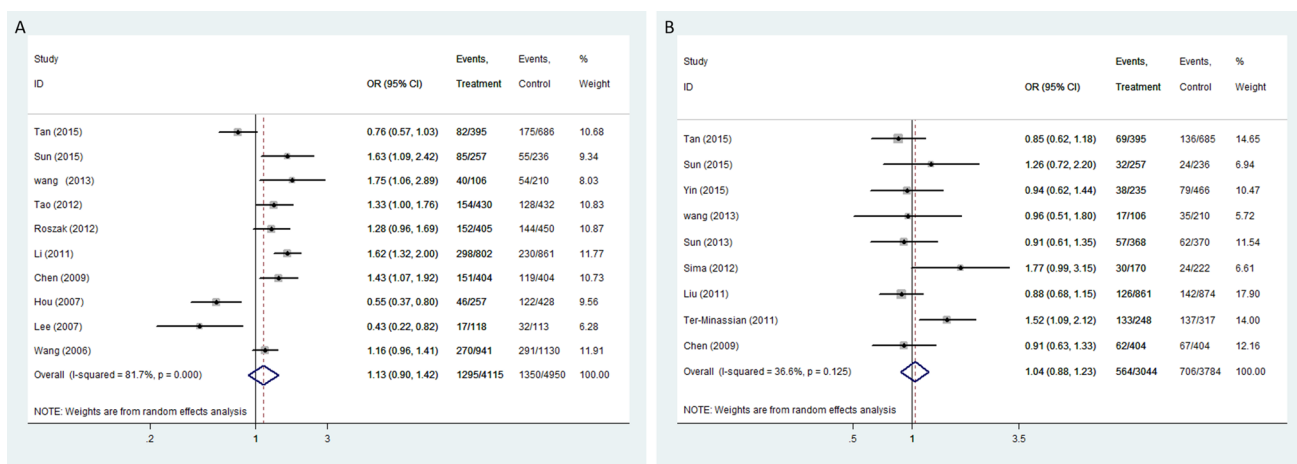 A
Study Events, Events, %
ID OR (95% CI) Treatment Control Weight
Tan (2015) 0.76 (0.57, 1.03) 82/395 175/686 10.68
Sun (2015) 1.63 (1.09, 2.42) 85/257 55/236 9.34
wang (2013) 1.75 (1.06, 2.89) 40/106 54/210 8.03
Tao (2012) 1.33 (1.00, 1.76) 154/430 128/432 10.83
Roszak (2012) 1.28 (0.96, 1.69) 152/405 144/450 10.87
Li (2011) 1.62 (1.32, 2.00) 298/802 230/861 11.77
Chen (2009) 1.43 (1.07, 1.92) 151/404 119/404 10.73
Hou (2007) 0.55 (0.37, 0.80) 46/257 122/428 9.56
Lee (2007) 0.43 (0.22, 0.82) 17/118 32/113 6.28
Wang (2006) 1.16 (0.96, 1.41) 270/941 291/1130 11.91
Overall (I-squared = 81.7%, p = 0.000) 1.13 (0.90, 1.42) 1295/4115 1350/4950 100.00
NOTE: Weights are from random effects analysis
.2 1 3
B
Study Events, Events, %
ID OR (95% CI) Treatment Control Weight
Tan (2015) 0.85 (0.62, 1.18) 69/395 136/685 14.65
Sun (2015) 1.26 (0.72, 2.20) 32/257 24/236 6.94
Yin (2015) 0.94 (0.62, 1.44) 38/235 79/466 10.47
wang (2013) 0.96 (0.51, 1.80) 17/106 35/210 5.72
Sun (2013) 0.91 (0.61, 1.35) 57/368 62/370 11.54
Sima (2012) 1.77 (0.99, 3.15) 30/170 24/222 6.61
Liu (2011) 0.88 (0.68, 1.15) 126/861 142/874 17.90
Ter-Minassian (2011) 1.52 (1.09, 2.12) 133/248 137/317 14.00
Chen (2009) 0.91 (0.63, 1.33) 62/404 67/404 12.16
Overall (I-squared = 36.6%, p = 0.125) 1.04 (0.88, 1.23) 564/3044 706/3784 100.00
NOTE: Weights are from random effects analysis
.5 1 3.5